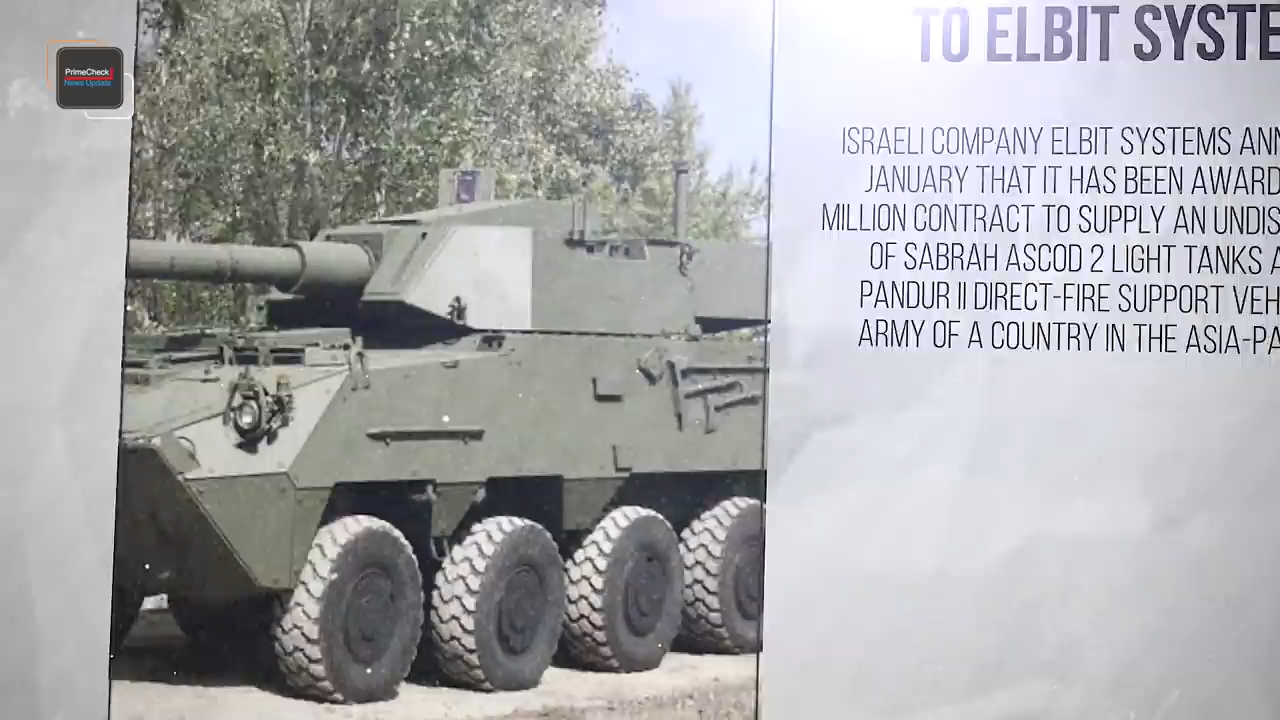 PrimeCheck
News Update
TO ELBIT SYSTE
ISRAELI COMPANY ELBIT SYSTEMS AN
JANUARY THAT IT HAS BEEN AWARD
MILLION CONTRACT TO SUPPLY AN UNDIS
OF SABRAH ASCOD 2 LIGHT TANKS A
PANDUR II DIRECT-FIRE SUPPORT VEH
ARMY OF A COUNTRY IN THE ASIA-PA